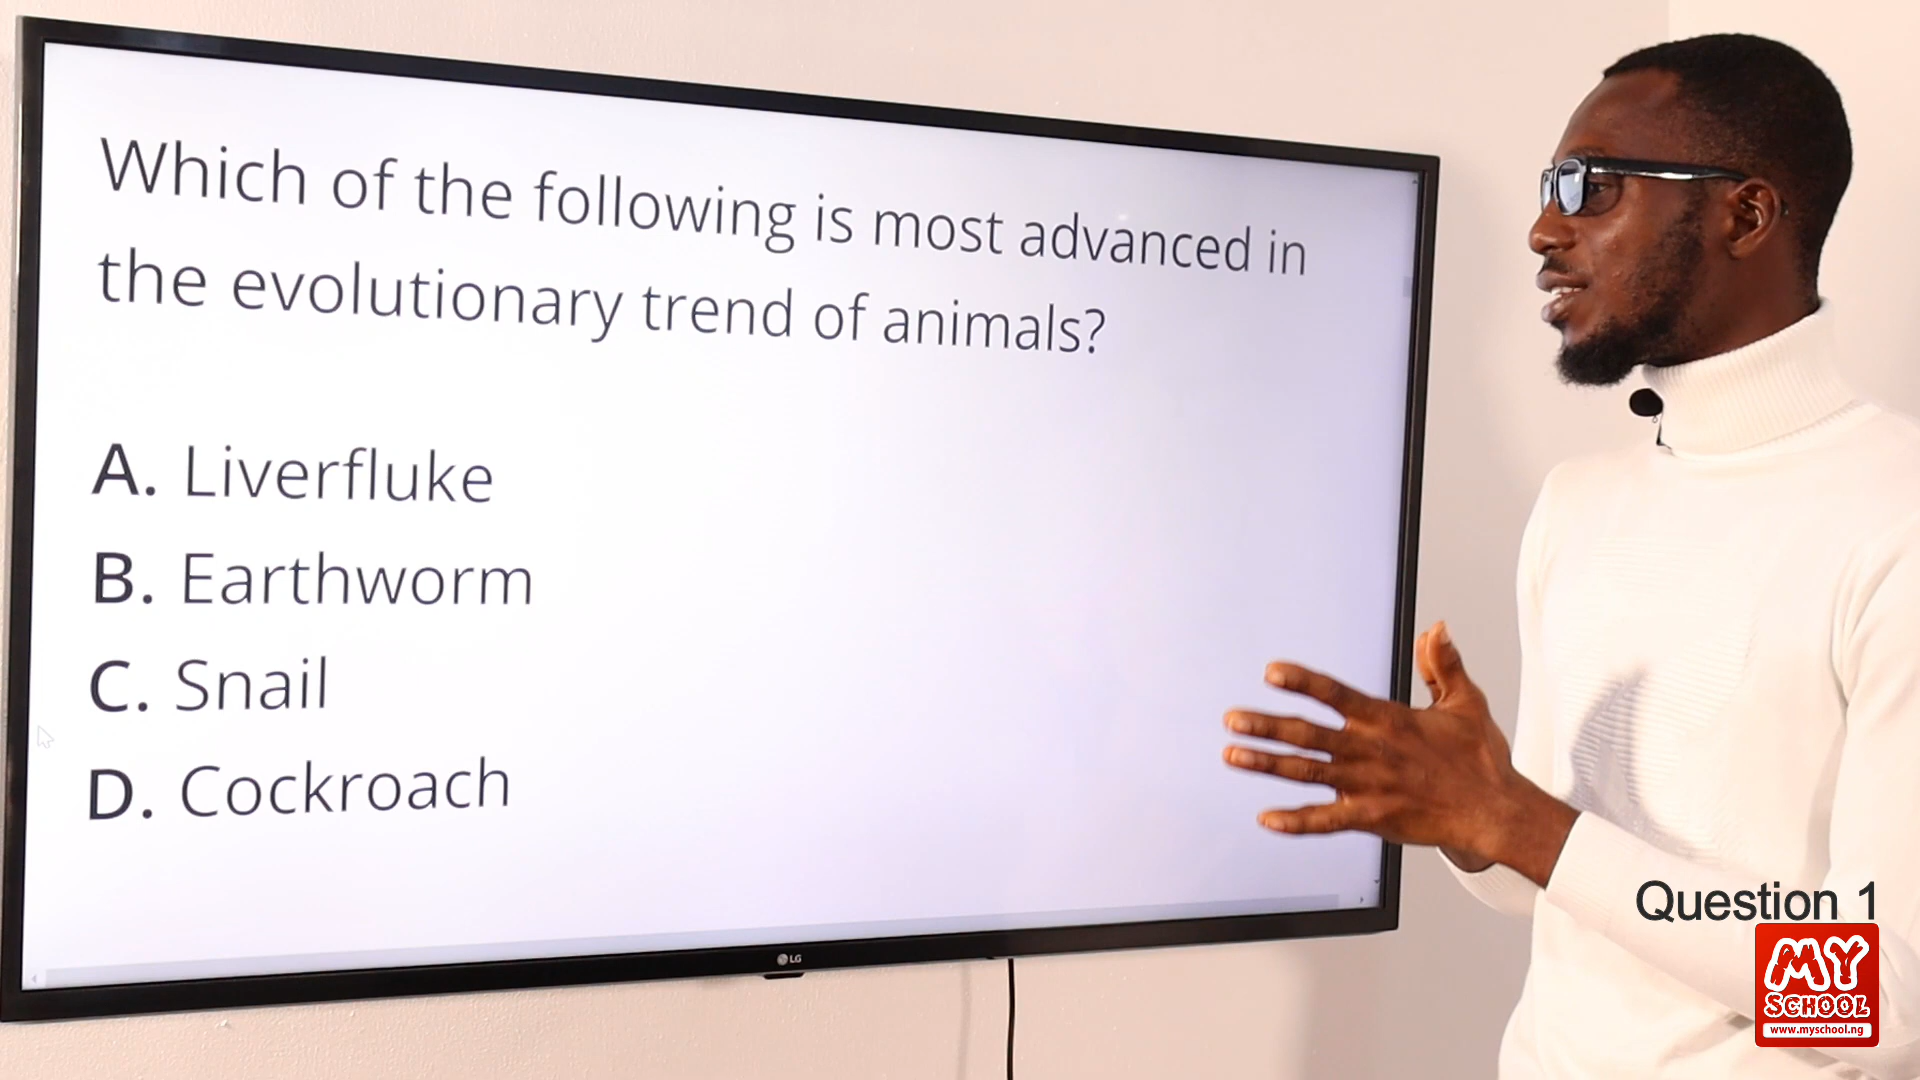 Which of the following is most advanced in
the evolutionary trend of animals?
A. Liverfluke
B. Earthworm
C. Snail
D. Cockroach
LG
Question 1
MY
SCHOOL
www.myschool.ng